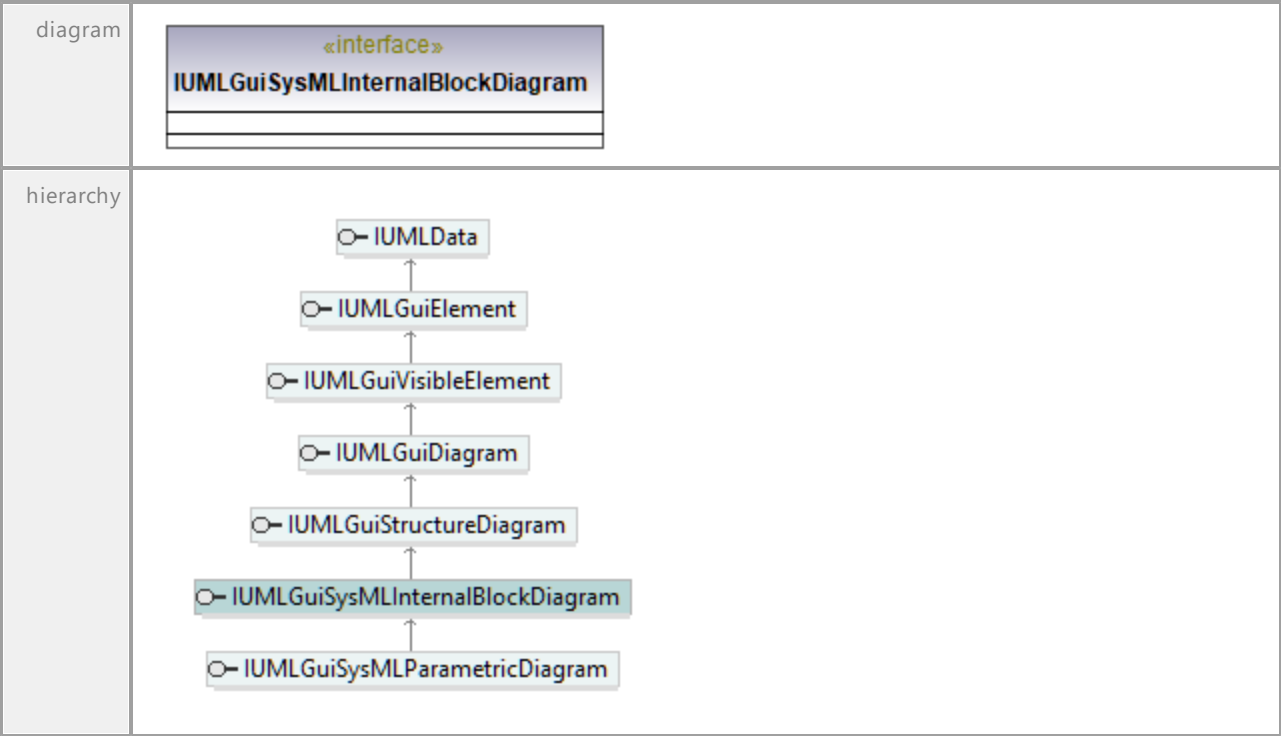 diagram
«interface»
IUMLGuiSysMLInternalBlockDiagram
hierarchy
IUMLData
IUMLGuiElement
IUMLGuiVisibleElement
IUMLGuiDiagram
IUMLGuiStructureDiagram
IUMLGuiSysMLInternalBlockDiagram
IUMLGuiSysMLParametricDiagram